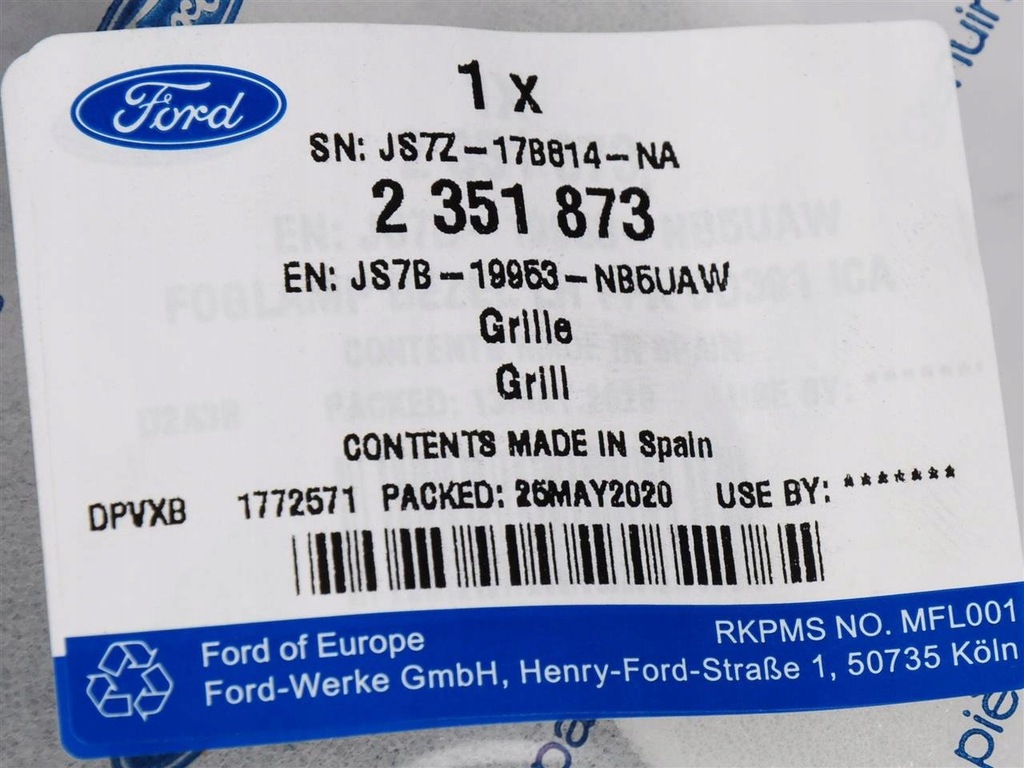 Ford
1 x
SN: JS7Z-17B814-NA
2 351 873
EN: JS7B-19953-NB5UAW
Grille
Grill
CONTENTS MADE IN Spain
DPVXB 1772571 PACKED: 26MAY2020 USE BY: *******
Ford of Europe
RKPMS NO. MFL001
Ford-Werke GmbH, Henry-Ford-Straße 1, 50735 Köln